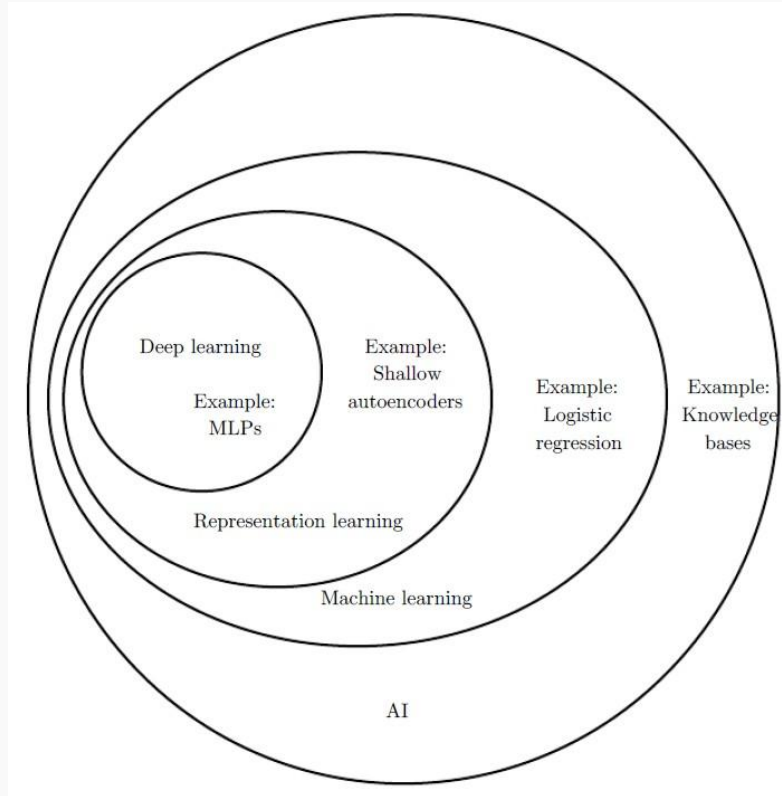 Deep learning
Example:
MLPs
Example:
Shallow
autoencoders
Example:
Logistic
regression
Example:
Knowledge
bases
Representation learning
Machine learning
AI